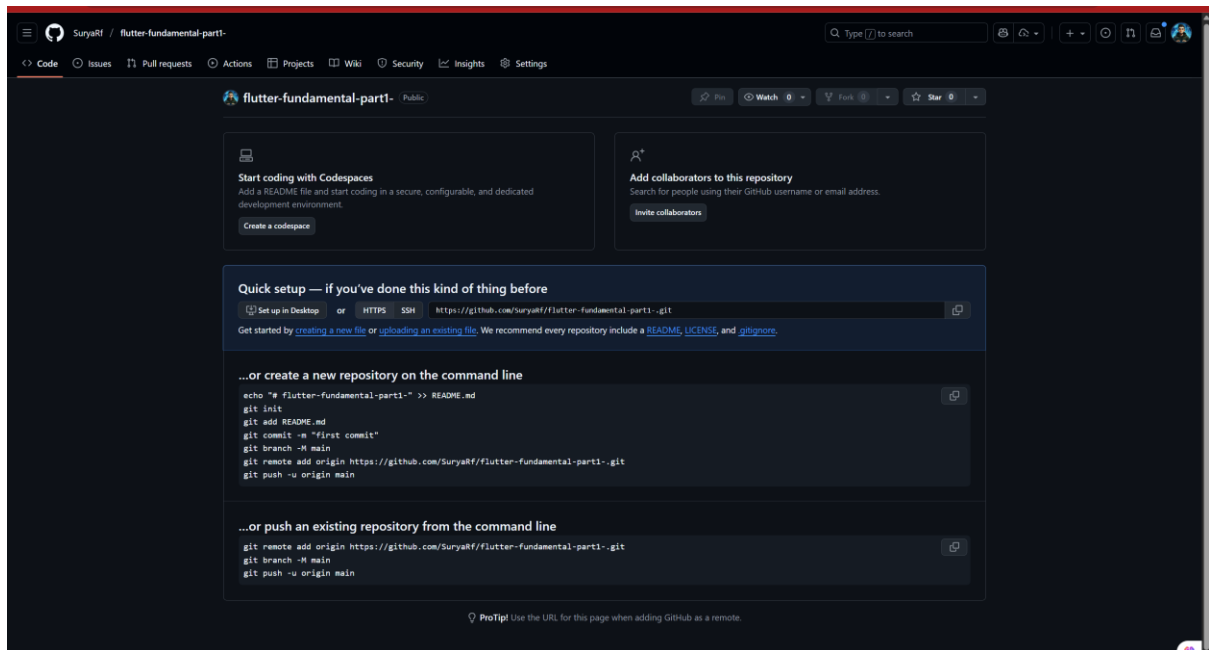 SuryaRf / flutter-fundamental-part1-
Type / to search
Code Issues Pull requests Actions Projects Wiki Security Insights Settings
flutter-fundamental-part1- Public
Pin Watch 0 Fork 0 Star 0
Start coding with Codespaces
Add a README file and start coding in a secure, configurable, and dedicated
development environment.
Create a codespace
Add collaborators to this repository
Search for people using their GitHub username or email address.
Invite collaborators
Quick setup — if you've done this kind of thing before
Set up in Desktop or HTTPS SSH https://github.com/SuryaRf/flutter-fundamental-part1-.git
Get started by creating a new file or uploading an existing file. We recommend every repository include a README, LICENSE, and .gitignore.
...or create a new repository on the command line
echo "# flutter-fundamental-part1-" >> README.md
git init
git add README.md
git commit -m "first commit"
git branch -M main
git remote add origin https://github.com/SuryaRf/flutter-fundamental-part1-.git
git push -u origin main
...or push an existing repository from the command line
git remote add origin https://github.com/SuryaRf/flutter-fundamental-part1-.git
git branch -M main
git push -u origin main
ProTip! Use the URL for this page when adding GitHub as a remote.